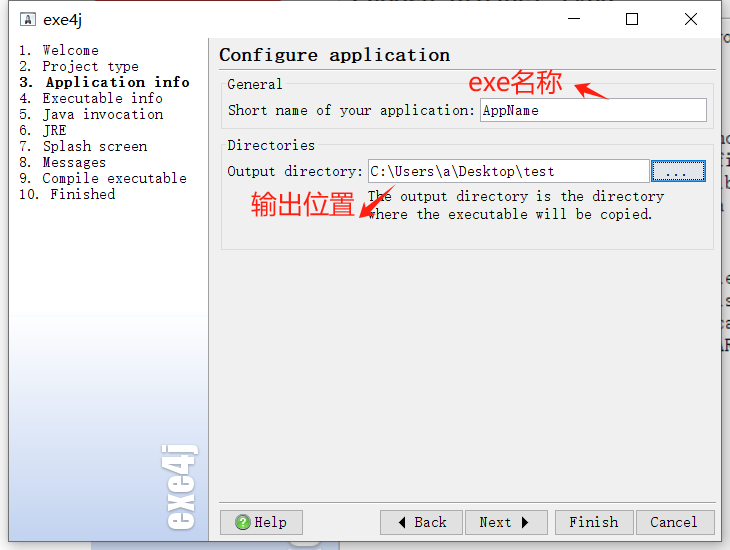 exe4j
1. Welcome
2. Project type
3. Application info
4. Executable info
5. Java invocation
6. JRE
7. Splash screen
8. Messages
9. Compile executable
10. Finished
exe4j
Configure application
General
exe名称
Short name of your application: AppName
Directories
Output directory: C:\Users\a\Desktop\test ...
输出位置
The output directory is the directory
where the executable will be copied.
Help Back Next Finish Cancel